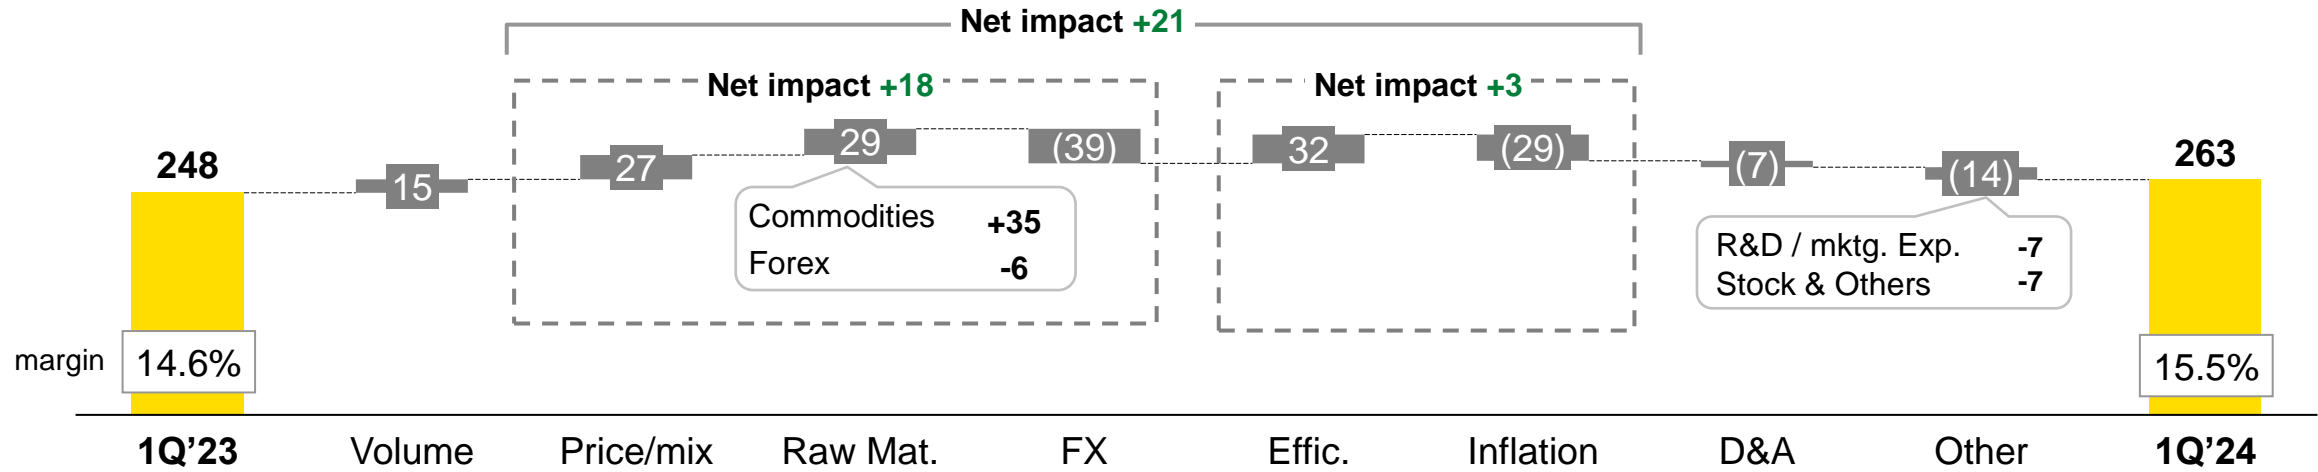 Net impact +21
Net impact +18
Net impact +3
248
15
27
29
(39)
32
(29)
(7)
(14)
263
Commodities +35
Forex -6
R&D / mktg. Exp. -7
Stock & Others -7
margin 14.6% 15.5%
1Q’23 Volume Price/mix Raw Mat. FX Effic. Inflation D&A Other 1Q’24